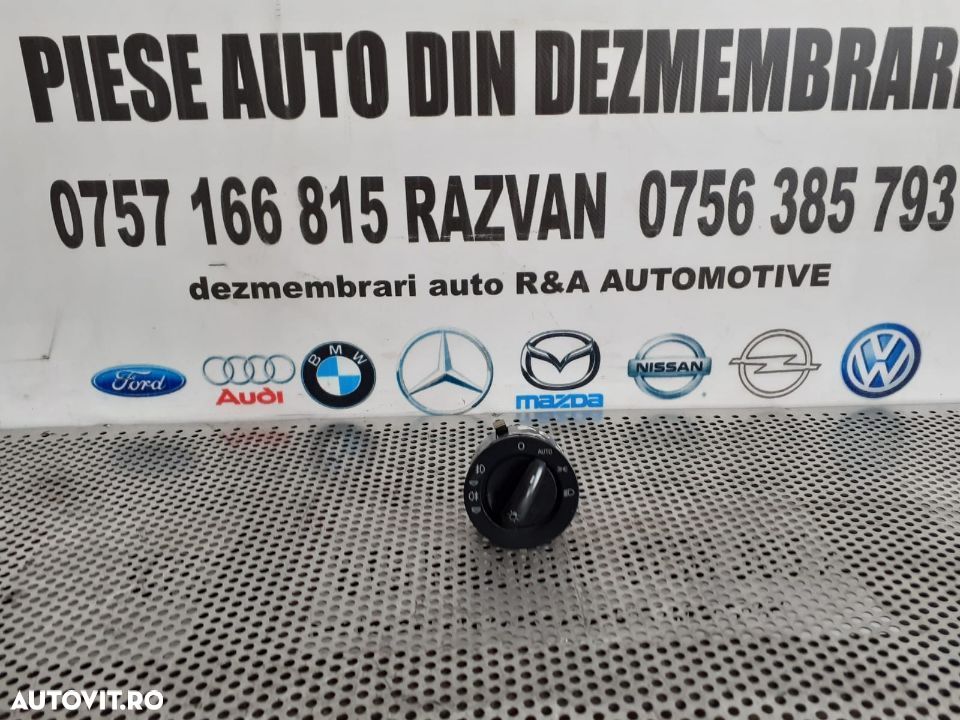 PIESE AUTO DIN DEZMEMBRARI
0757 166 815 RAZVAN 0756 385 793
dezmembrari auto R&A AUTOMOTIVE
Ford Audi BMW mazda NISSAN
0 AUTO
AUTOVIT.RO